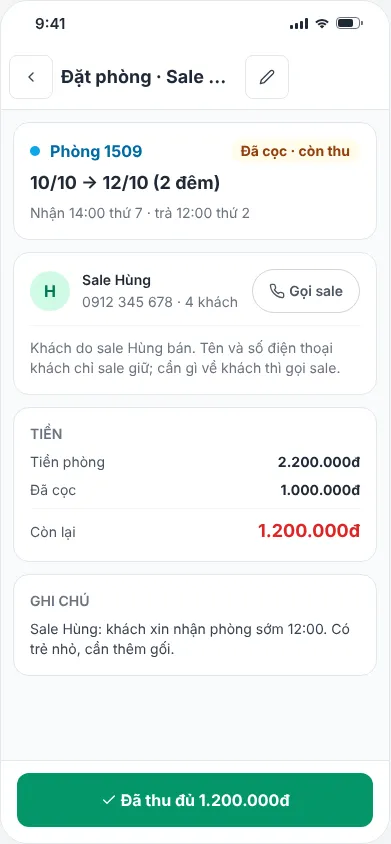 9:41
Đặt phòng · Sale ...
Phòng 1509
Đã cọc · còn thu
10/10 → 12/10 (2 đêm)
Nhận 14:00 thứ 7 · trả 12:00 thứ 2
H
Sale Hùng
0912 345 678 · 4 khách
Gọi sale
Khách do sale Hùng bán. Tên và số điện thoại
khách chỉ sale giữ; cần gì về khách thì gọi sale.
TIỀN
Tiền phòng 2.200.000đ
Đã cọc 1.000.000đ
Còn lại 1.200.000đ
GHI CHÚ
Sale Hùng: khách xin nhận phòng sớm 12:00. Có
trẻ nhỏ, cần thêm gối.
✓ Đã thu đủ 1.200.000đ